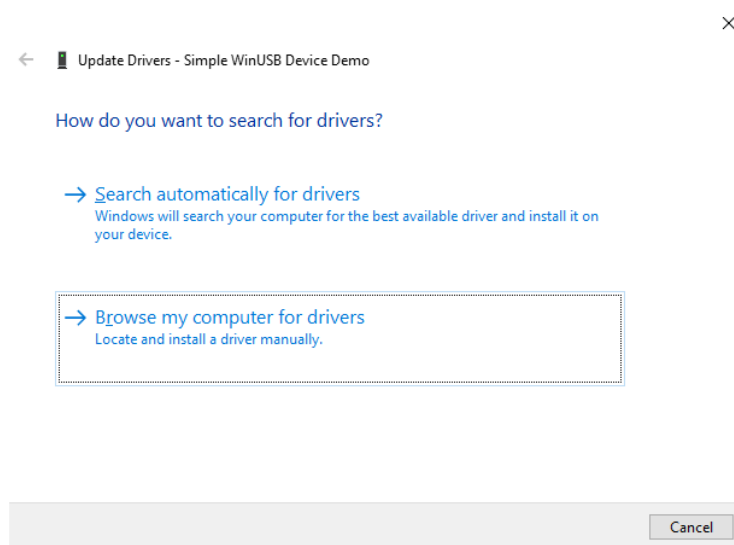 Update Drivers - Simple WinUSB Device Demo
How do you want to search for drivers?
Search automatically for drivers
Windows will search your computer for the best available driver and install it on
your device.
Browse my computer for drivers
Locate and install a driver manually.
Cancel